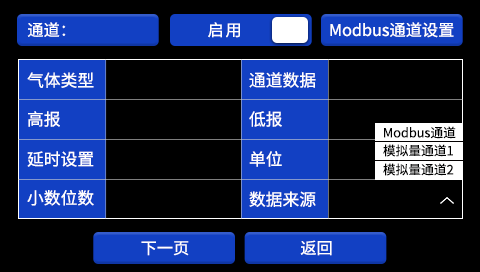 通道：
启用
Modbus通道设置
气体类型
通道数据
高报
低报
Modbus通道
模拟量通道1
延时设置
单位
模拟量通道2
小数位数
数据来源
下一页
返回